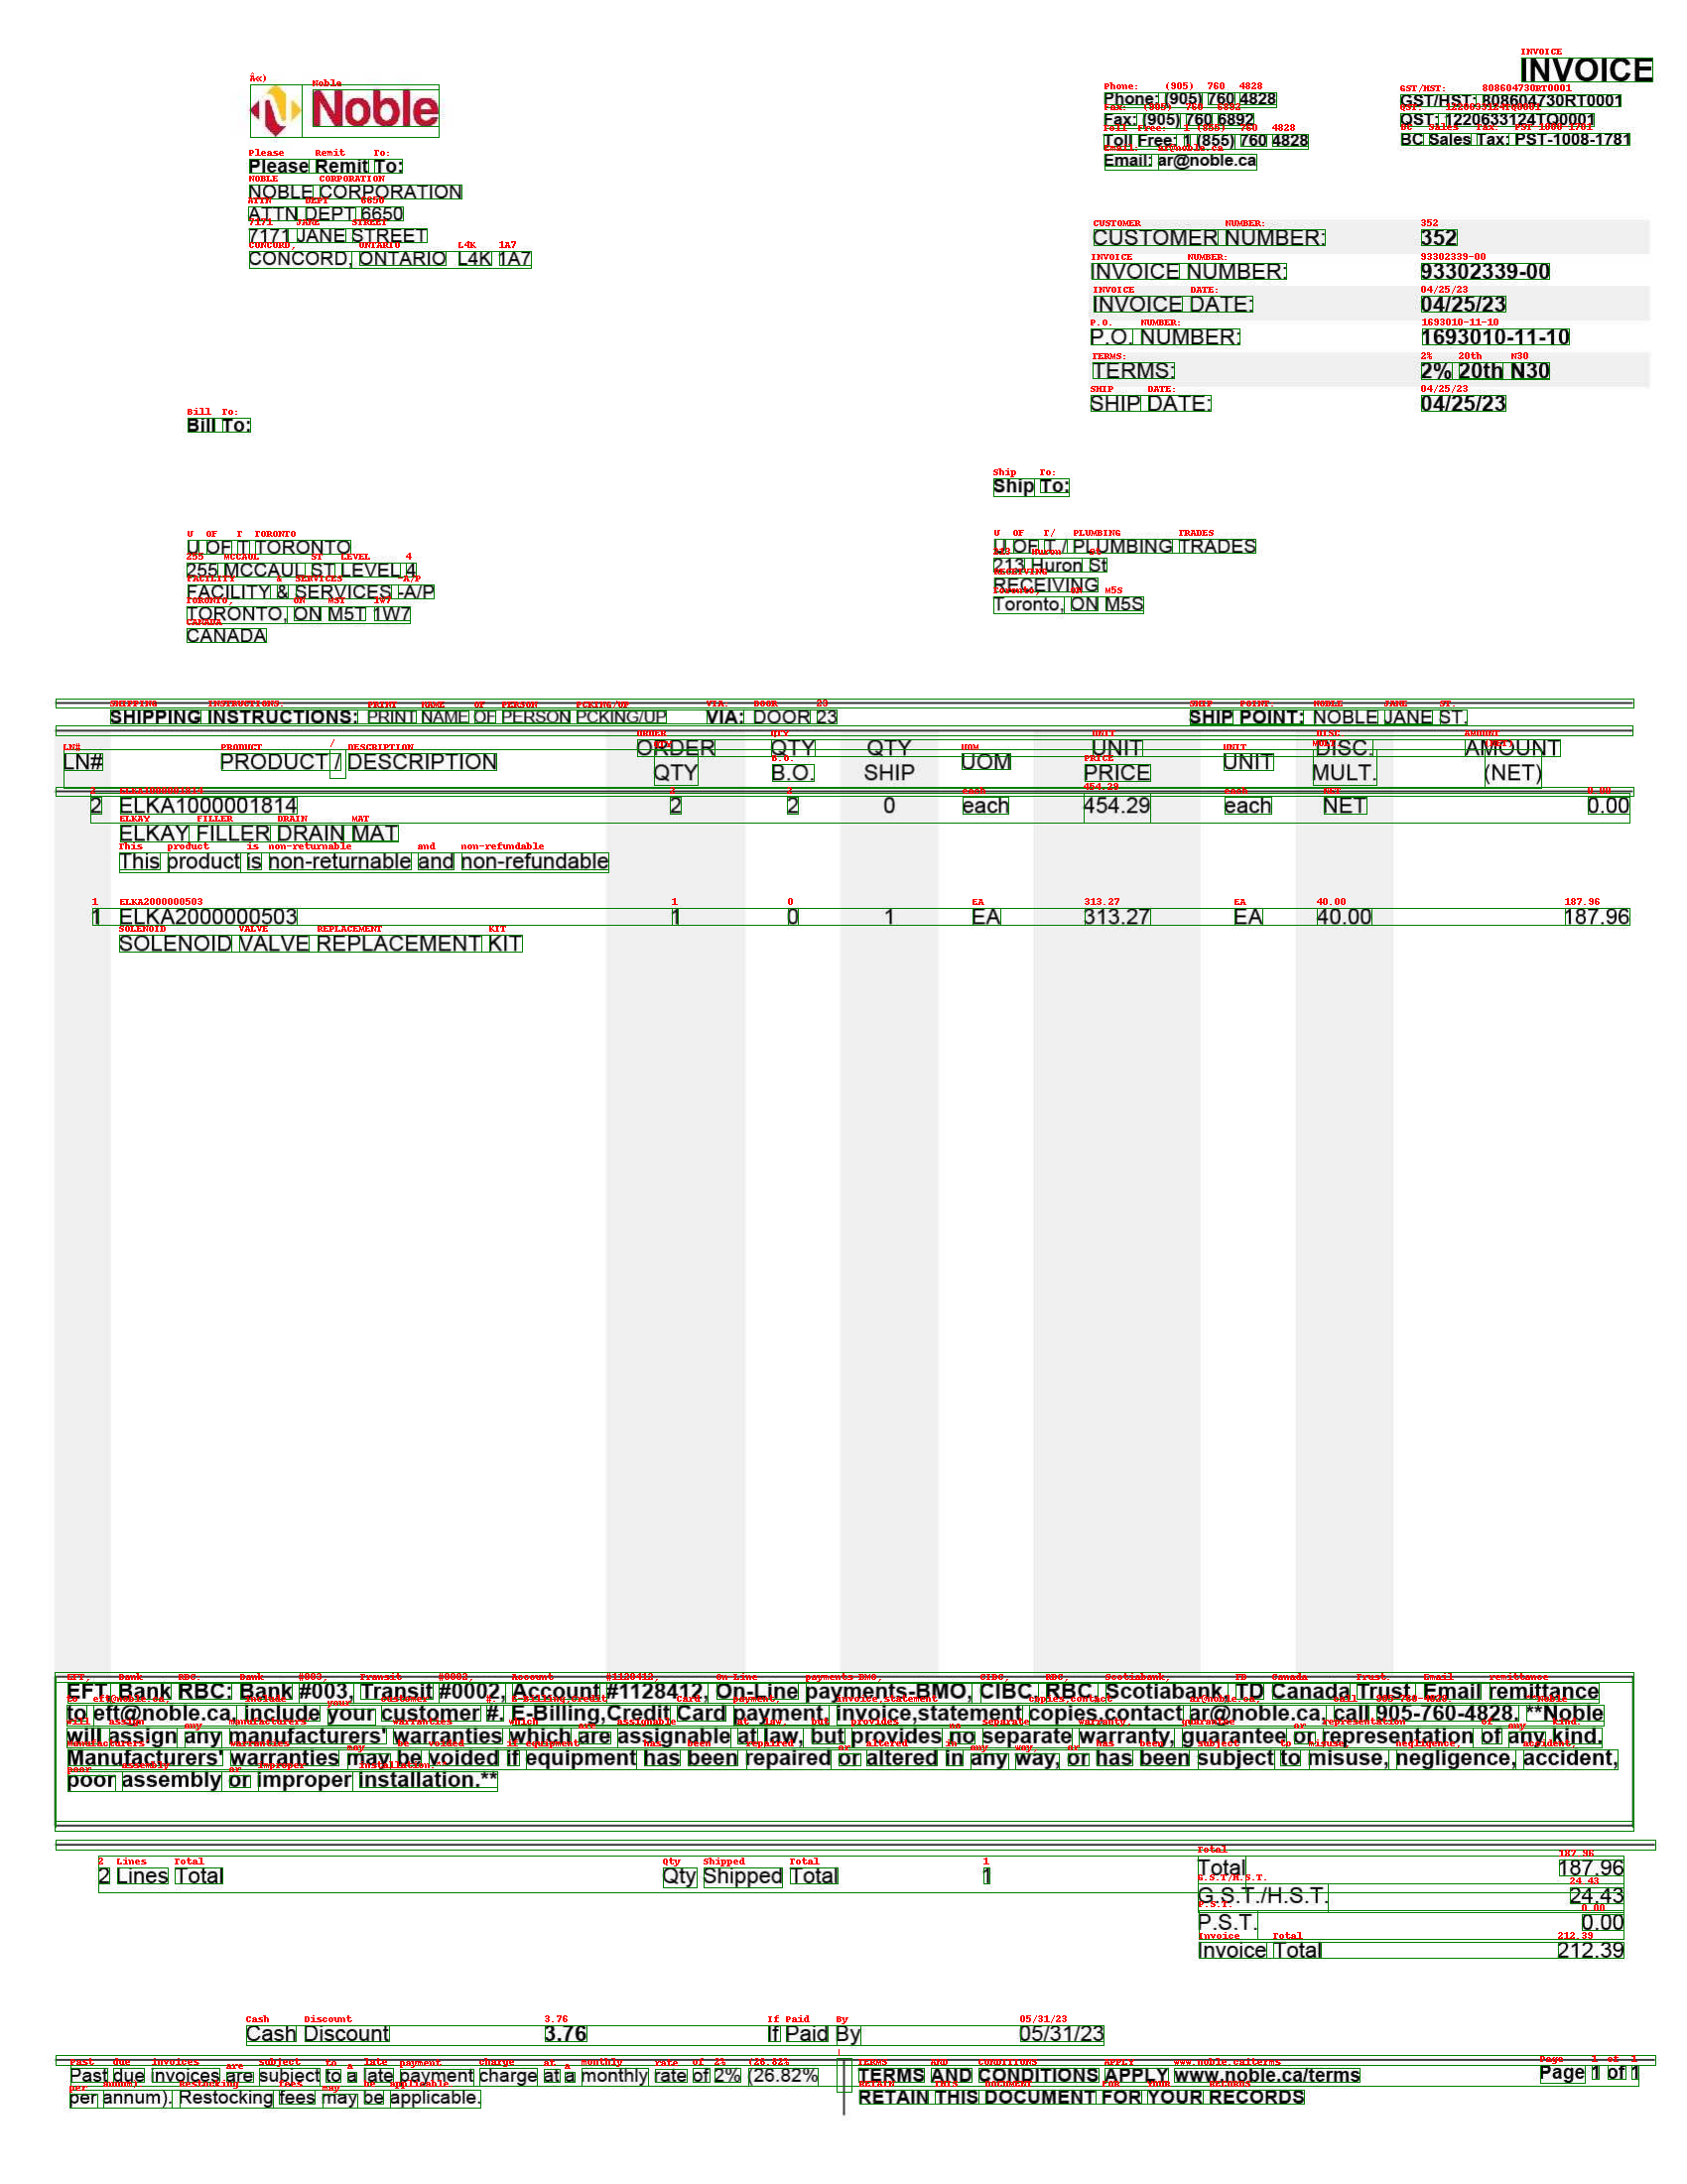 INVOICE
Noble
Phone: (905) 760 4828
Fax: (905) 760 6892
Toll Free: 1 (855) 760 4828
Email: ar@noble.ca
GST/HST: 808604730RT0001
QST: 1220633124TQ0001
BC Sales Tax: PST-1008-1781
Please Remit To:
NOBLE CORPORATION
ATTN DEPT 6650
7171 JANE STREET
CONCORD, ONTARIO L4K 1A7
CUSTOMER NUMBER: 352
INVOICE NUMBER: 93302339-00
INVOICE DATE: 04/25/23
P.O. NUMBER: 1693010-11-10
TERMS: 2% 20th N30
SHIP DATE: 04/25/23
Bill To:
U OF T TORONTO
255 MCCAUL ST LEVEL 4
FACILITY & SERVICES -A/P
TORONTO, ON M5T 1W7
CANADA
Ship To:
U OF T / PLUMBING TRADES
213 Huron St
RECEIVING
Toronto, ON M5S
SHIPPING INSTRUCTIONS: PRINT NAME OF PERSON PCKING/UP VIA: DOOR 23 SHIP POINT: NOBLE JANE ST.
LN# PRODUCT / DESCRIPTION ORDER QTY QTY B.O. QTY SHIP UOM UNIT PRICE UNIT DISC. MULT. AMOUNT (NET)
2 ELKA1000001814 2 2 0 each 454.29 each NET 0.00
ELKAY FILLER DRAIN MAT
This product is non-returnable and non-refundable
1 ELKA2000000503 1 0 1 EA 313.27 EA 40.00 187.96
SOLENOID VALVE REPLACEMENT KIT
EFT, Bank RBC: Bank #003, Transit #0002, Account #1128412, On-Line payments-BMO, CIBC, RBC, Scotiabank, TD Canada Trust. Email remittance
to eft@noble.ca, include your customer #. E-Billing,Credit Card payment, invoice,statement copies,contact ar@noble.ca, call 905-760-4828. **Noble
will assign any manufacturers' warranties which are assignable at law, but provides no separate warranty, guarantee or representation of any kind.
Manufacturers' warranties may be voided if equipment has been repaired or altered in any way, or has been subject to misuse, negligence, accident,
poor assembly or improper installation.**
2 Lines Total Qty Shipped Total 1 Total 187.96
G.S.T./H.S.T. 24.43
P.S.T. 0.00
Invoice Total 212.39
Cash Discount 3.76 If Paid By 05/31/23
Past due invoices are subject to a late payment charge at a monthly rate of 2% (26.82%
per annum). Restocking fees may be applicable.
TERMS AND CONDITIONS APPLY www.noble.ca/terms
RETAIN THIS DOCUMENT FOR YOUR RECORDS
Page 1 of 1